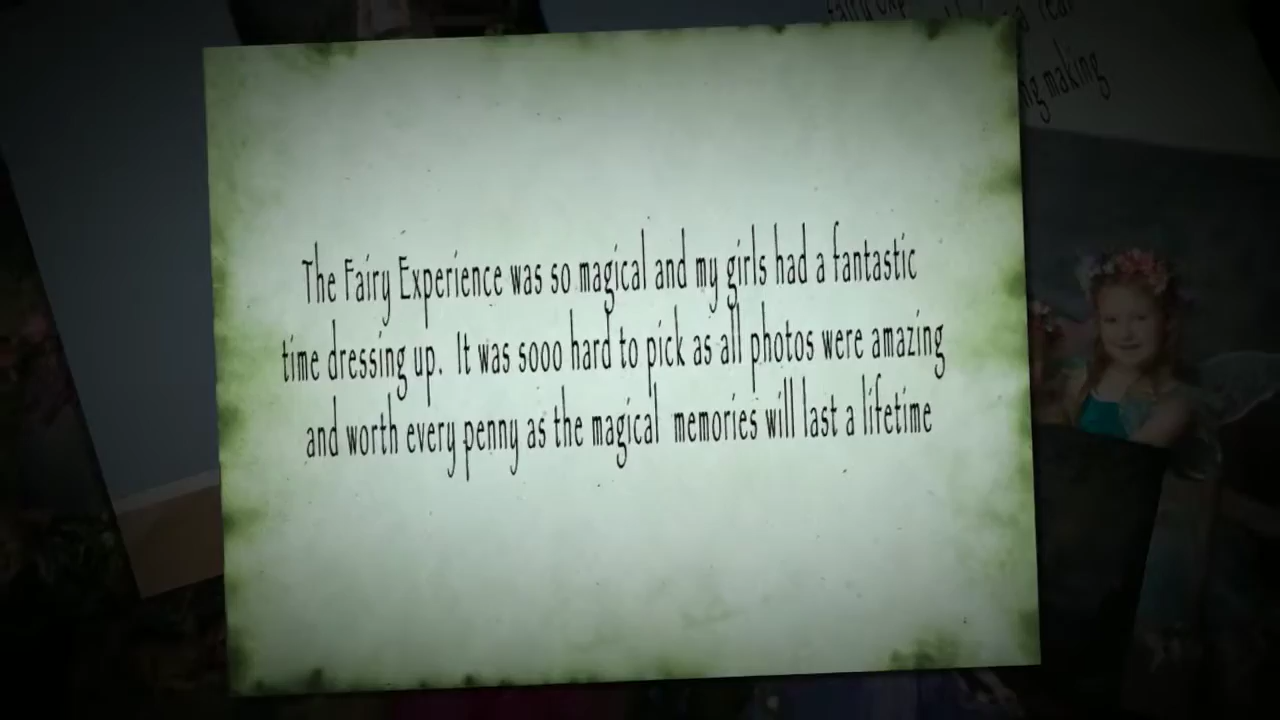 The Fairy Experience was so magical and my girls had a fantastic
time dressing up. It was sooo hard to pick as all photos were amazing
and worth every penny as the magical memories will last a lifetime
making